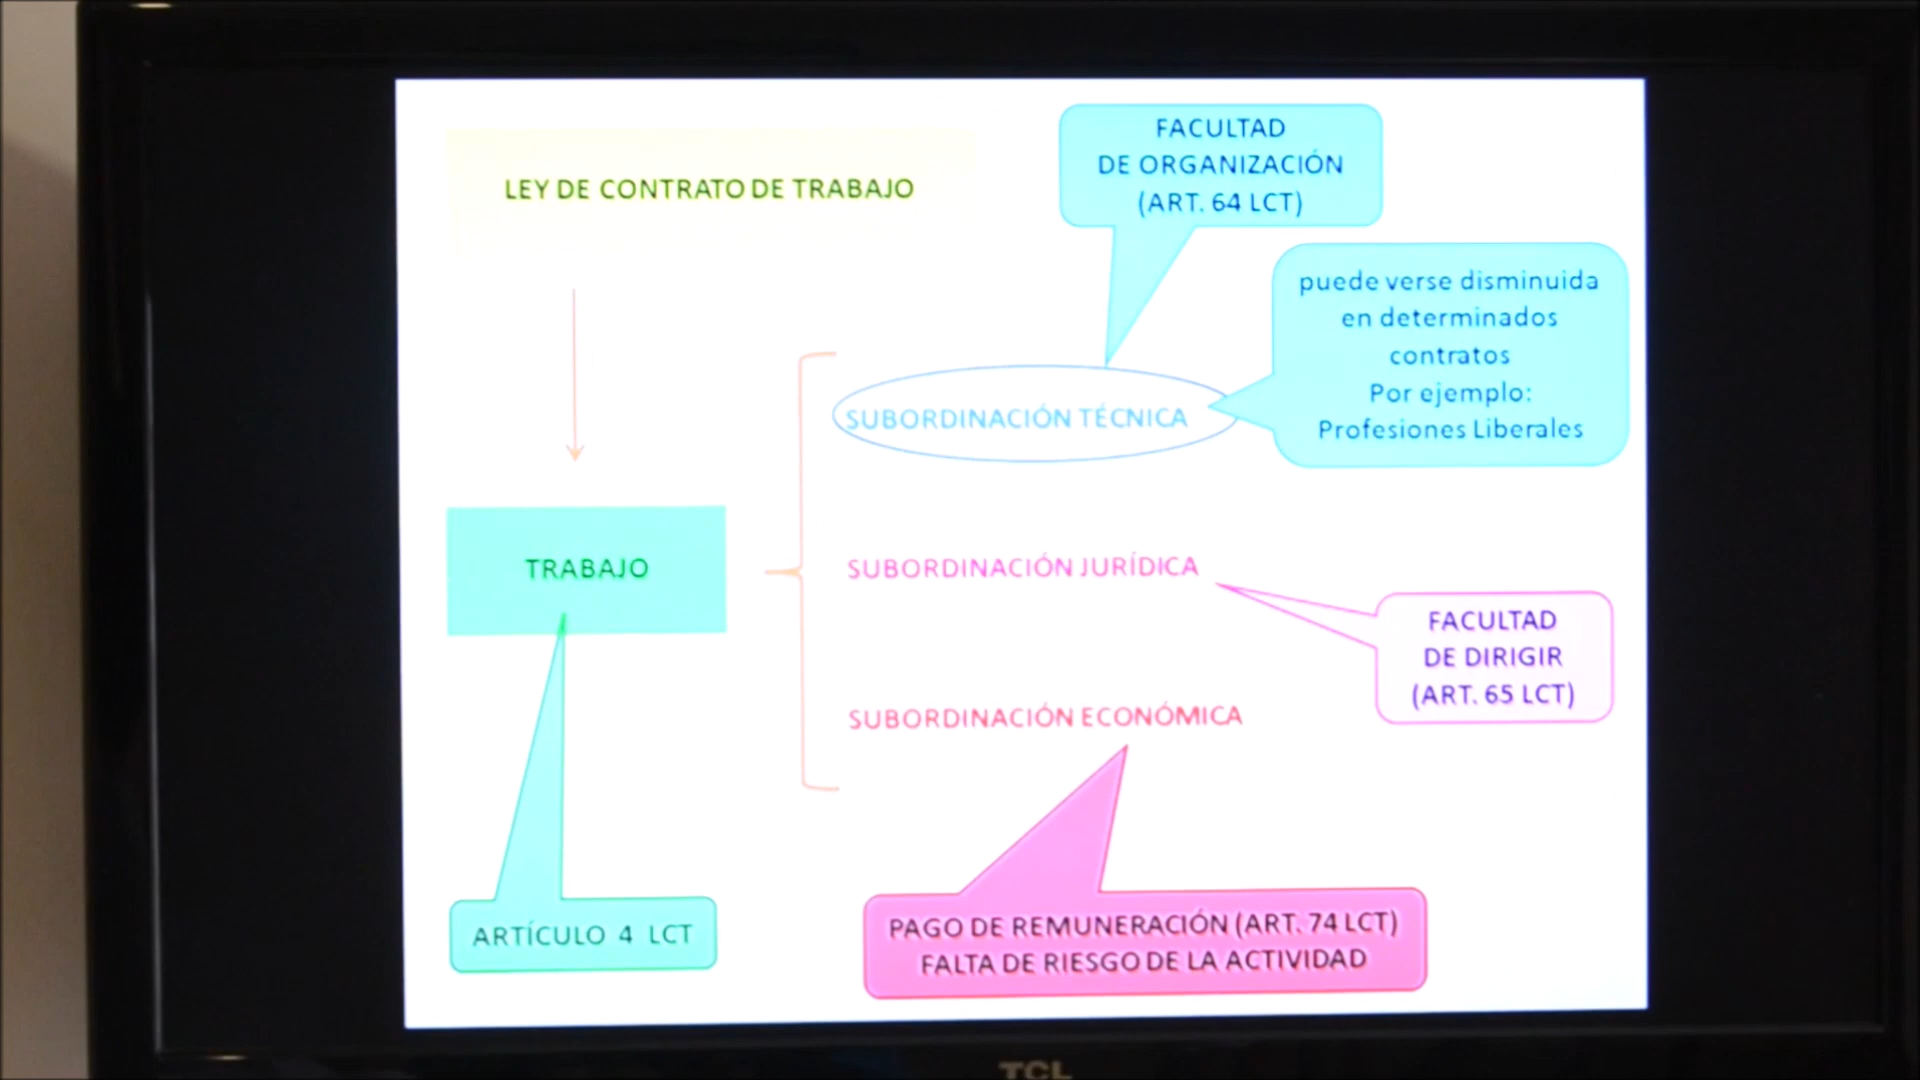 LEY DE CONTRATO DE TRABAJO
FACULTAD
DE ORGANIZACIÓN
(ART. 64 LCT)
puede verse disminuida
en determinados
contratos
Por ejemplo:
Profesiones Liberales
SUBORDINACIÓN TÉCNICA
TRABAJO
SUBORDINACIÓN JURÍDICA
FACULTAD
DE DIRIGIR
(ART. 65 LCT)
SUBORDINACIÓN ECONÓMICA
ARTÍCULO 4 LCT
PAGO DE REMUNERACIÓN (ART. 74 LCT)
FALTA DE RIESGO DE LA ACTIVIDAD
TCL